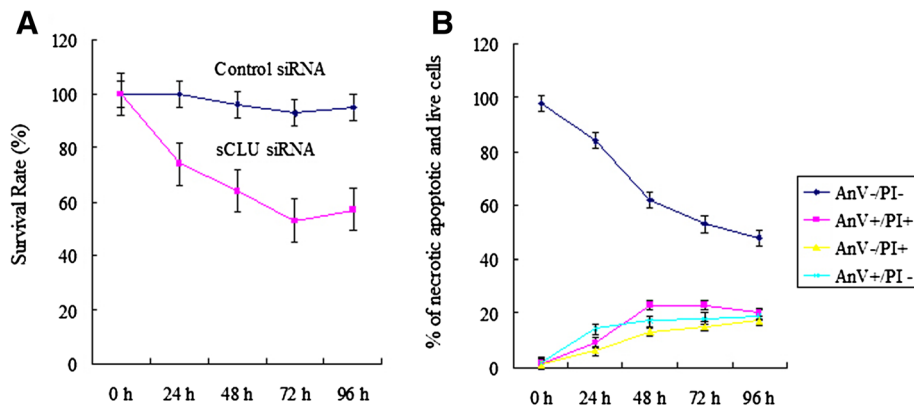 A
Survival Rate (%)
120
100
80
60
40
20
0
Control siRNA
sCLU siRNA
0 h 24 h 48 h 72 h 96 h
B
% of necrotic apoptotic and live cells
120
100
80
60
40
20
0
0 h 24 h 48 h 72 h 96 h
AnV-/PI-
AnV+/PI+
AnV-/PI+
AnV+/PI -